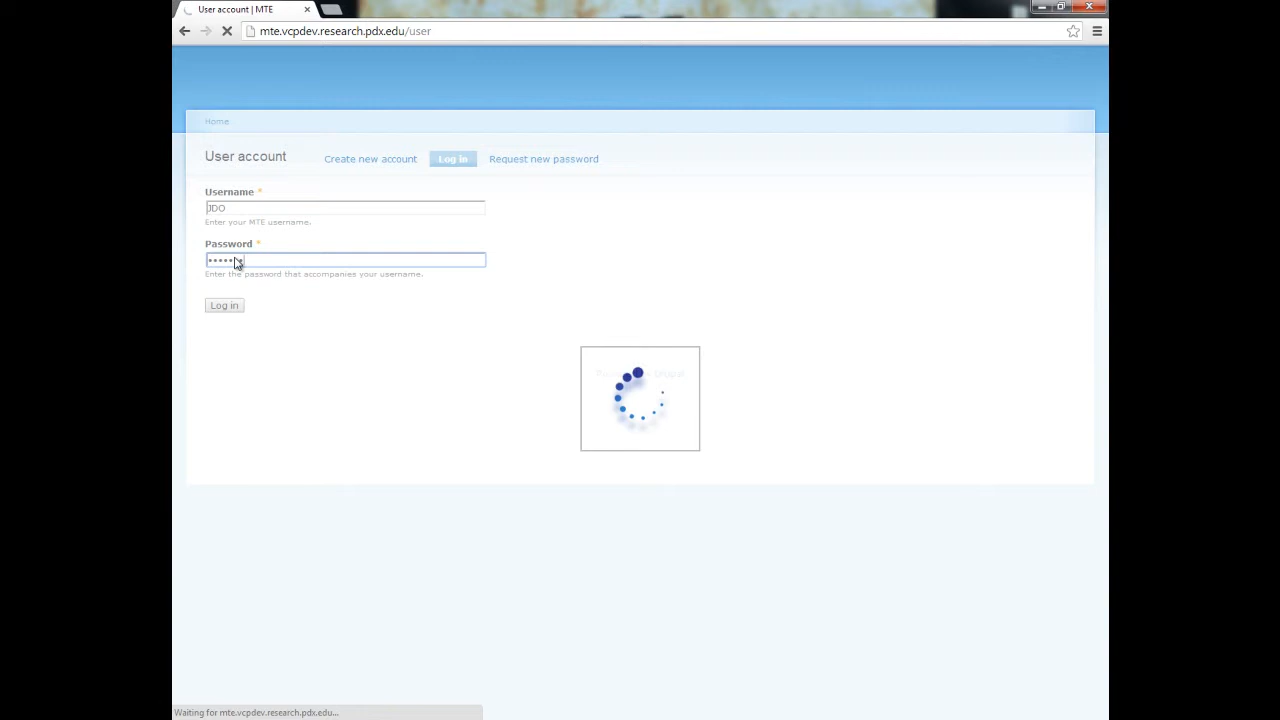 User account | MTE
mte.vcpdev.research.pdx.edu/user
Home
User account
Create new account
Log in
Request new password
Username *
JDO
Enter your MTE username.
Password *
Enter the password that accompanies your username.
Log in
Waiting for mte.vcpdev.research.pdx.edu...